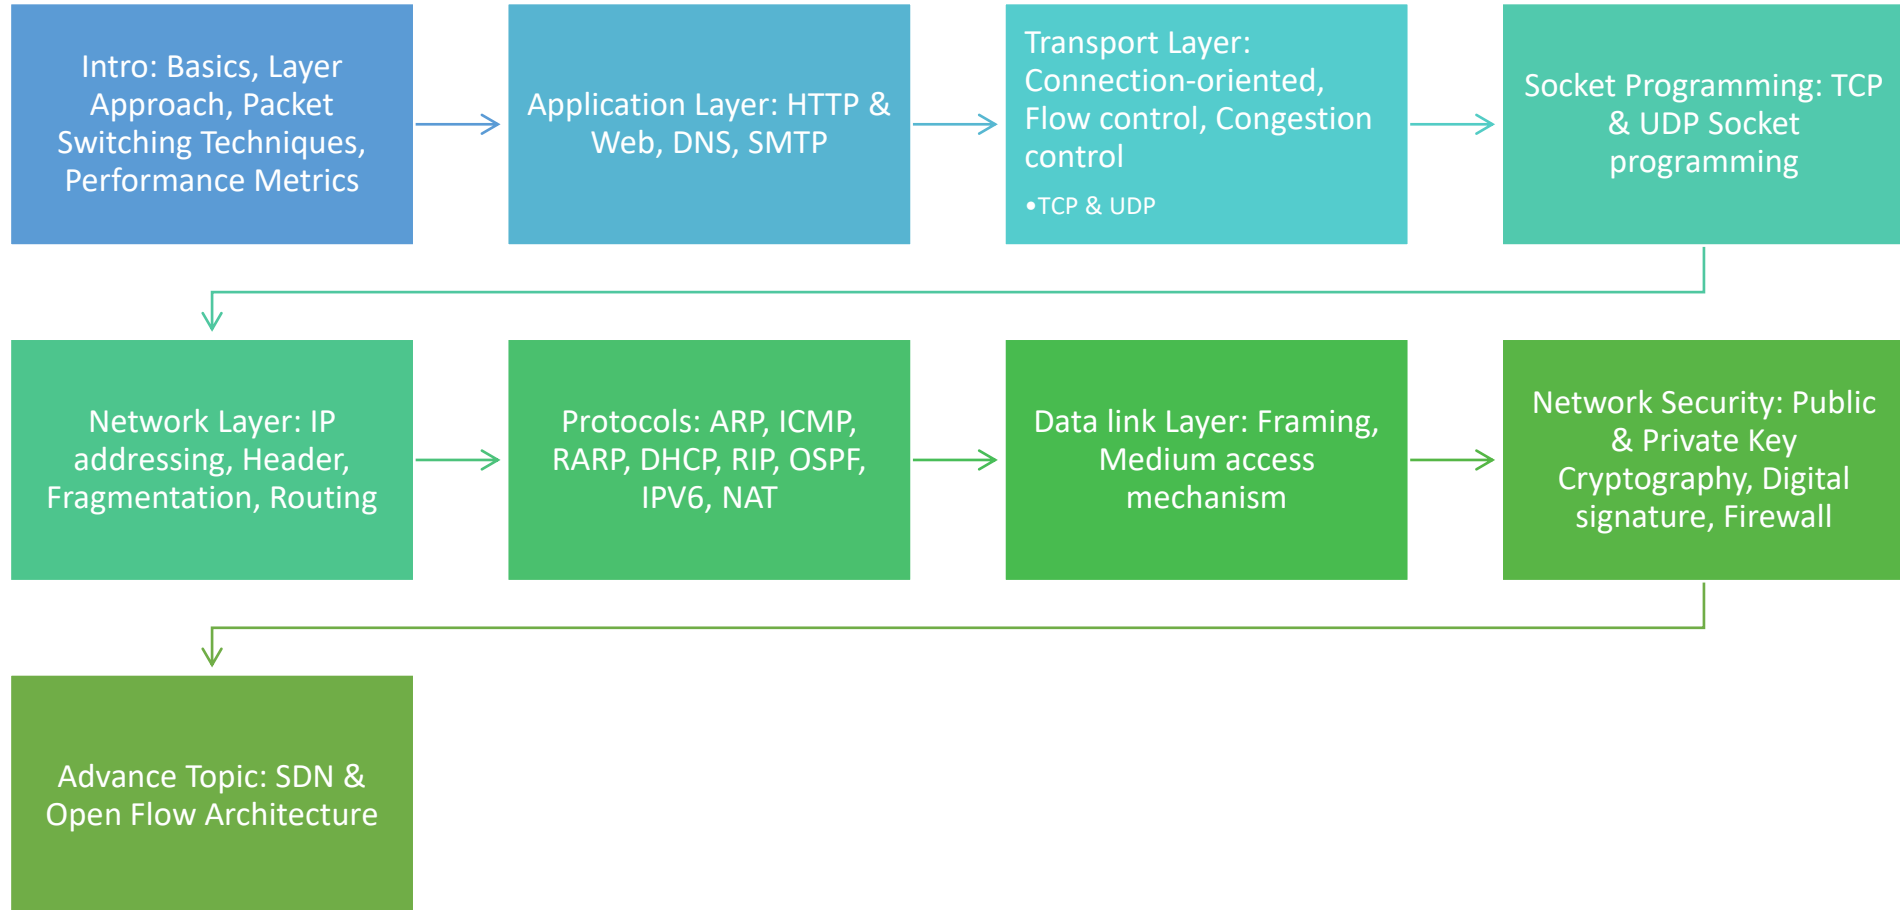 Intro: Basics, Layer
Approach, Packet
Switching Techniques,
Performance Metrics
Application Layer: HTTP &
Web, DNS, SMTP
Transport Layer:
Connection-oriented,
Flow control, Congestion
control
•TCP & UDP
Socket Programming: TCP
& UDP Socket
programming
Network Layer: IP
addressing, Header,
Fragmentation, Routing
Protocols: ARP, ICMP,
RARP, DHCP, RIP, OSPF,
IPV6, NAT
Data link Layer: Framing,
Medium access
mechanism
Network Security: Public
& Private Key
Cryptography, Digital
signature, Firewall
Advance Topic: SDN &
Open Flow Architecture